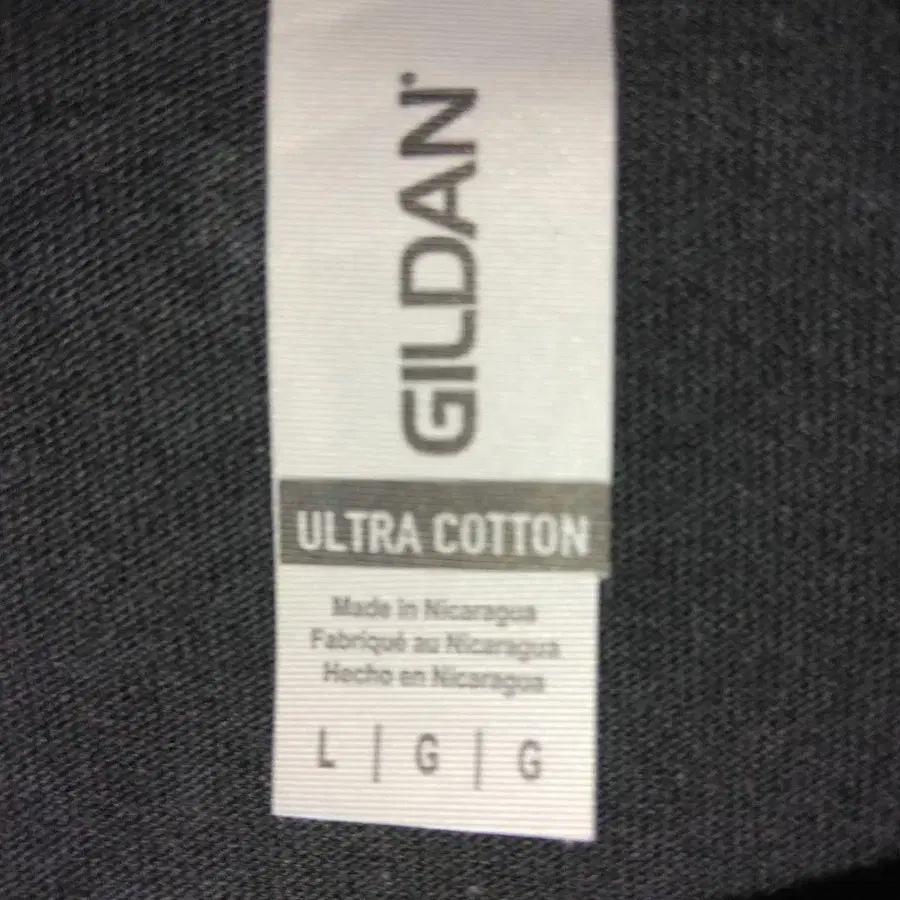 GILDAN®
ULTRA COTTON
Made in Nicaragua
Fabriqué au Nicaragua
Hecho en Nicaragua
L | G | G